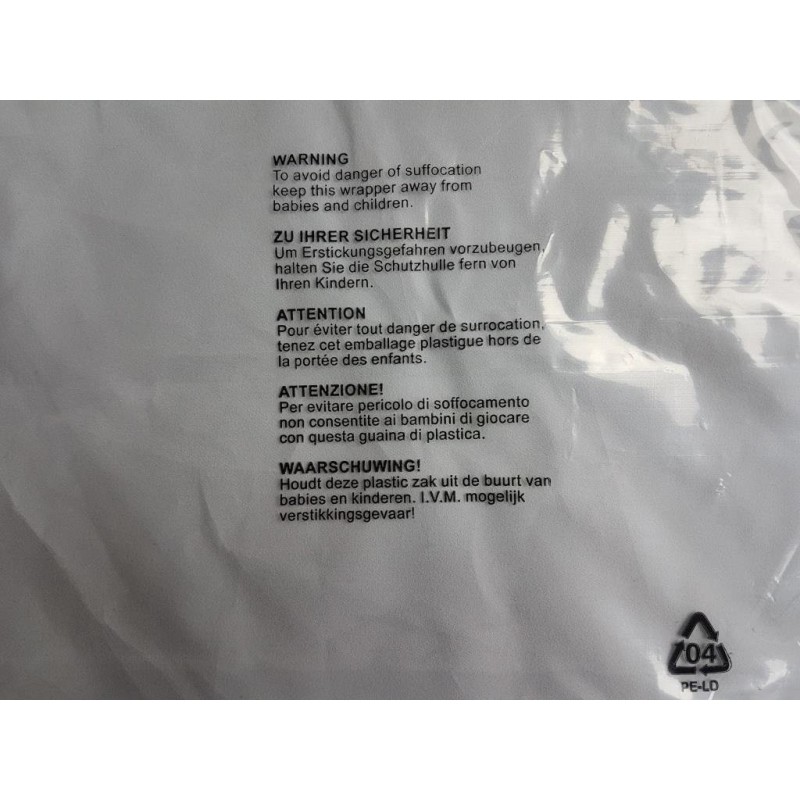 WARNING
To avoid danger of suffocation
keep this wrapper away from
babies and children.
ZU IHRER SICHERHEIT
Um Erstickungsgefahren vorzubeugen,
halten Sie die Schutzhulle fern von
Ihren Kindern.
ATTENTION
Pour éviter tout danger de surrocation,
tenez cet emballage plastigue hors de
la portée des enfants.
ATTENZIONE!
Per evitare pericolo di soffocamento
non consentite ai bambini di giocare
con questa guaina di plastica.
WAARSCHUWING!
Houdt deze plastic zak uit de buurt van
babies en kinderen. I.V.M. mogelijk
verstikkingsgevaar!
04
PE-LD